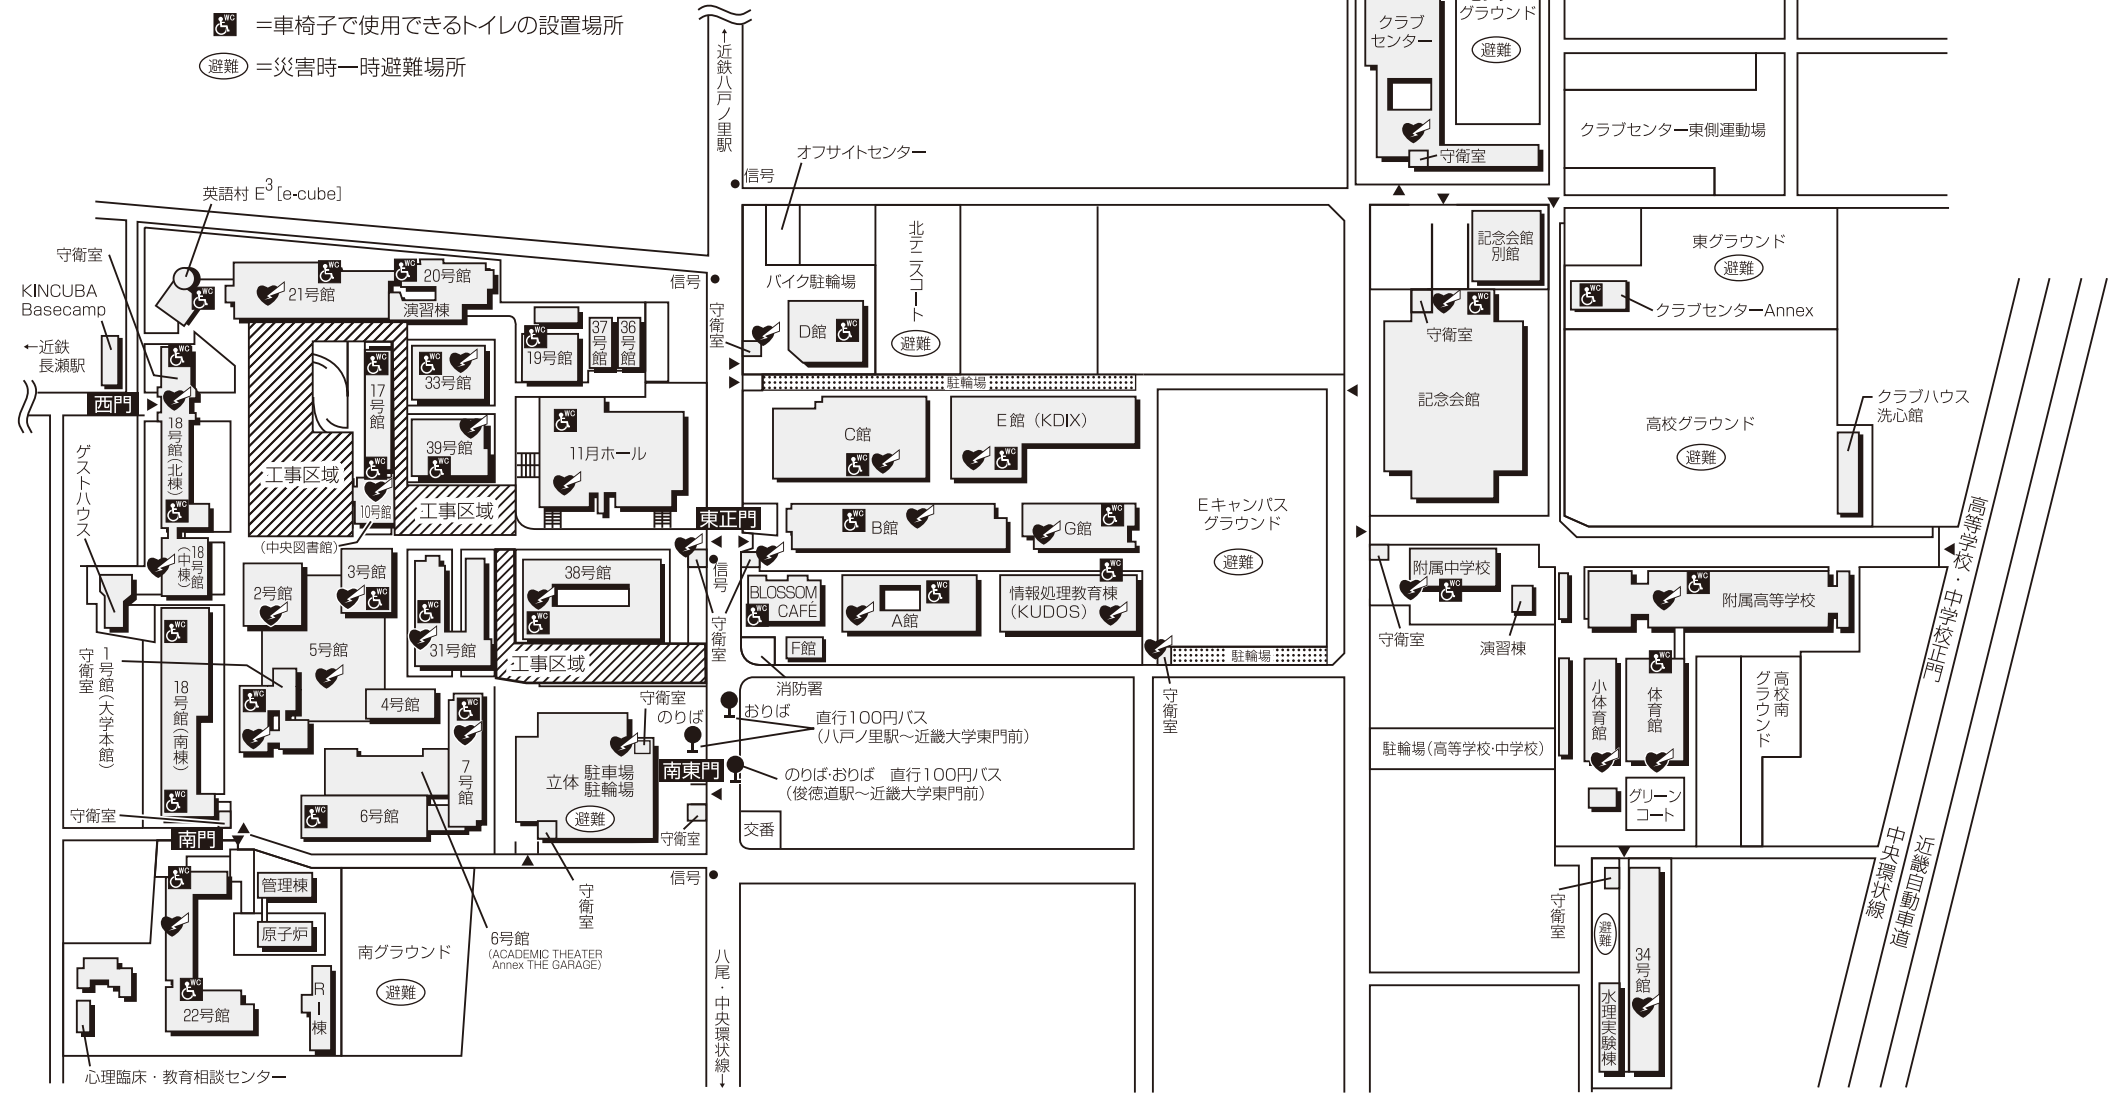 WC =車椅子で使用できるトイレの設置場所
避難 =災害時一時避難場所
←近鉄八戸ノ里駅
信号
オフサイトセンター
クラブ
センター
グラウンド
避難
守衛室
クラブセンター東側運動場
英語村 E³ [e-cube]
守衛室
KINCUBA
Basecamp
←近鉄
長瀬駅
西門
ゲストハウス
21号館
20号館
演習棟
19号館
37号館
36号館
信号
守衛室
33号館
17号館
39号館
11月ホール
工事区域
工事区域
10号館
(中央図書館)
18号館(北棟)
18号館(中棟)
18号館(南棟)
バイク駐輪場
D館
北テニスコート
避難
駐輪場
C館
E館(KDIX)
B館
G館
東正門
信号
守衛室
BLOSSOM
CAFÉ
A館
情報処理教育棟
(KUDOS)
F館
消防署
駐輪場
守衛室
Eキャンパス
グラウンド
避難
記念会館
別館
守衛室
記念会館
東グラウンド
避難
クラブセンターAnnex
高校グラウンド
避難
クラブハウス
洗心館
高等学校・中学校正門
2号館
3号館
5号館
4号館
31号館
38号館
工事区域
守衛室
1号館(大学本館)
守衛室
南門
6号館
7号館
立体
駐車場
駐輪場
避難
守衛室
のりば
おりば
直行100円バス
(八戸ノ里駅〜近畿大学東門前)
南東門
のりば・おりば 直行100円バス
(俊徳道駅〜近畿大学東門前)
守衛室
交番
信号
守衛室
6号館
(ACADEMIC THEATER
Annex THE GARAGE)
管理棟
原子炉
南グラウンド
避難
22号館
RI棟
心理臨床・教育相談センター
八尾・中央環状線→
附属中学校
守衛室
演習棟
附属高等学校
小体育館
体育館
高校南グラウンド
駐輪場(高等学校・中学校)
グリーン
コート
守衛室
避難
34号館
水理実験棟
中央環状線
近畿自動車道